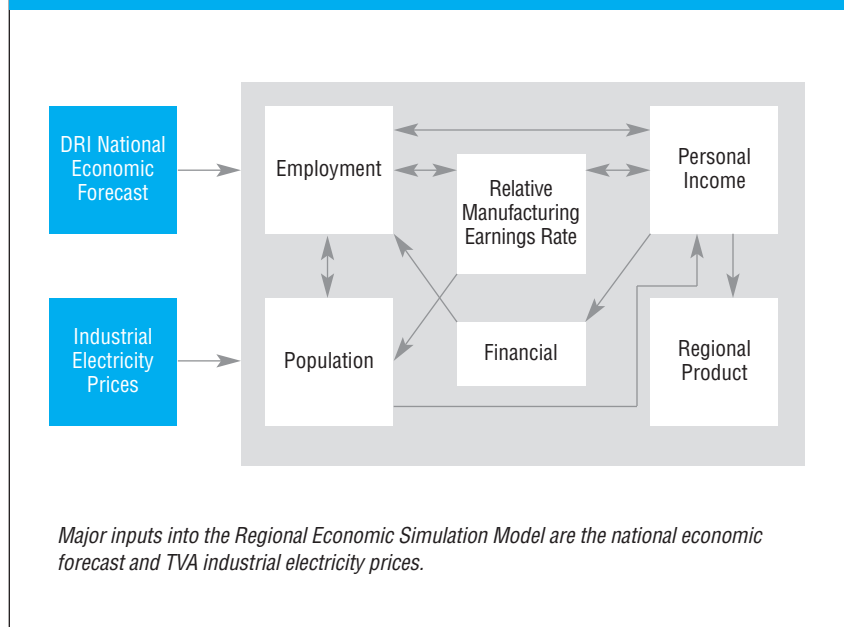 DRI National
Economic
Forecast
Employment
Relative
Manufacturing
Earnings Rate
Personal
Income
Industrial
Electricity
Prices
Population
Financial
Regional
Product
Major inputs into the Regional Economic Simulation Model are the national economic
forecast and TVA industrial electricity prices.